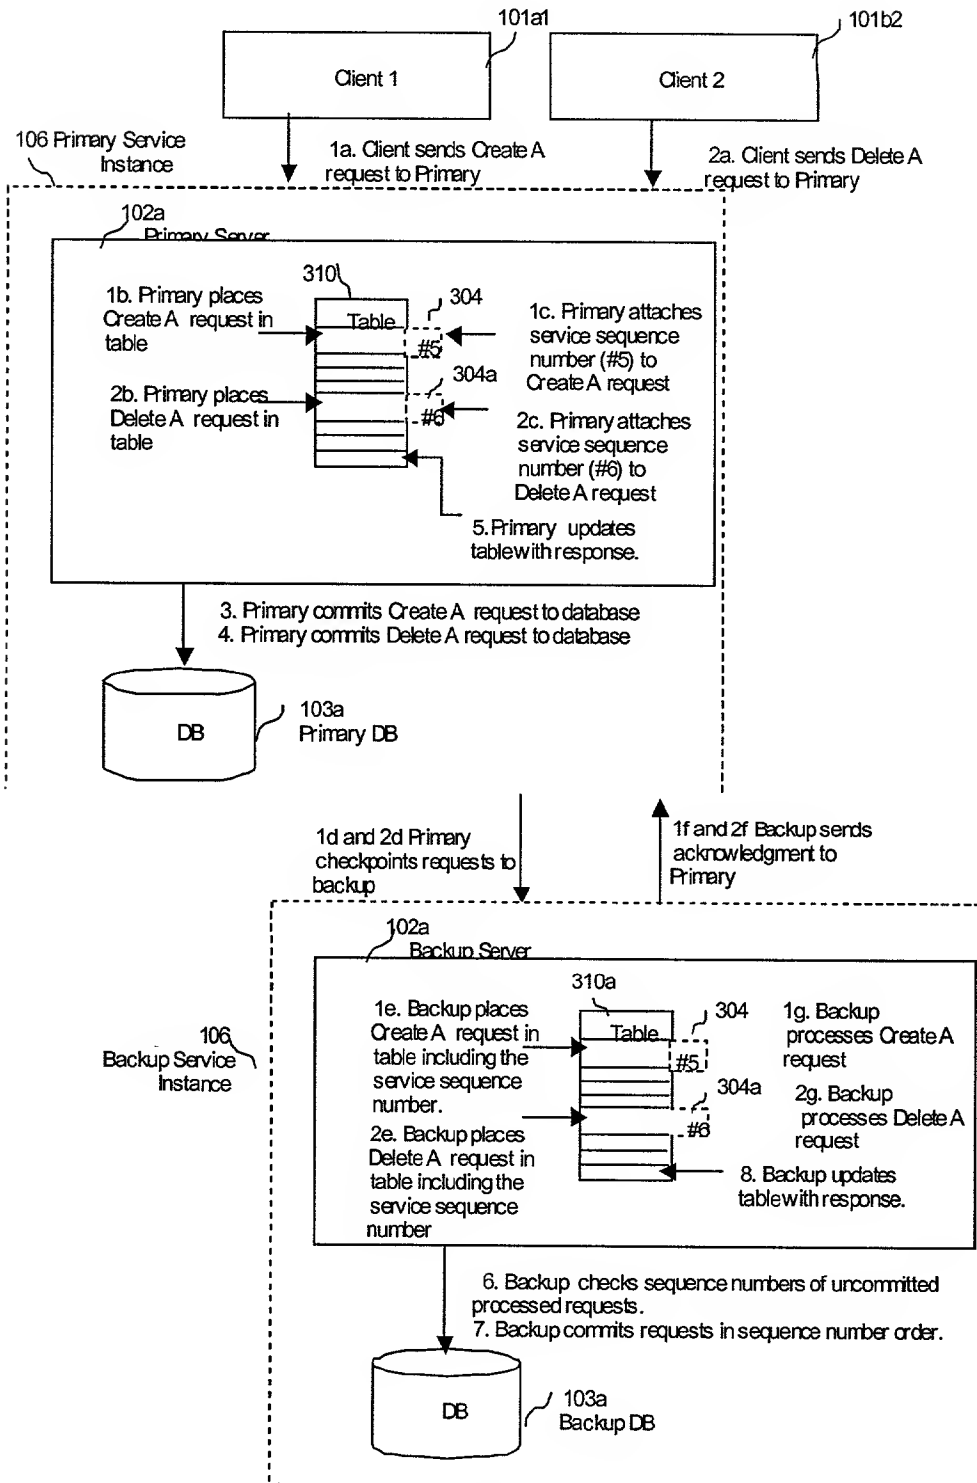 101a1
101b2
Client 1
Client 2
106 Primary Service
Instance
1a. Client sends Create A
request to Primary
2a. Client sends Delete A
request to Primary
102a
Primary Server
310
304
1b. Primary places
Create A request in
table
Table
#5
1c. Primary attaches
service sequence
number (#5) to
Create A request
304a
2b. Primary places
Delete A request in
table
#6
2c. Primary attaches
service sequence
number (#6) to
Delete A request
5. Primary updates
table with response.
3. Primary commits Create A request to database
4. Primary commits Delete A request to database
DB
103a
Primary DB
1d and 2d Primary
checkpoints requests to
backup
1f and 2f Backup sends
acknowledgment to
Primary
102a
Backup Server
310a
304
1e. Backup places
Create A request in
table including the
service sequence
number.
Table
#5
1g. Backup
processes Create A
request
106
Backup Service
Instance
304a
2e. Backup places
Delete A request in
table including the
service sequence
number
#6
2g. Backup
processes Delete A
request
8. Backup updates
table with response.
6. Backup checks sequence numbers of uncommitted
processed requests.
7. Backup commits requests in sequence number order.
DB
103a
Backup DB